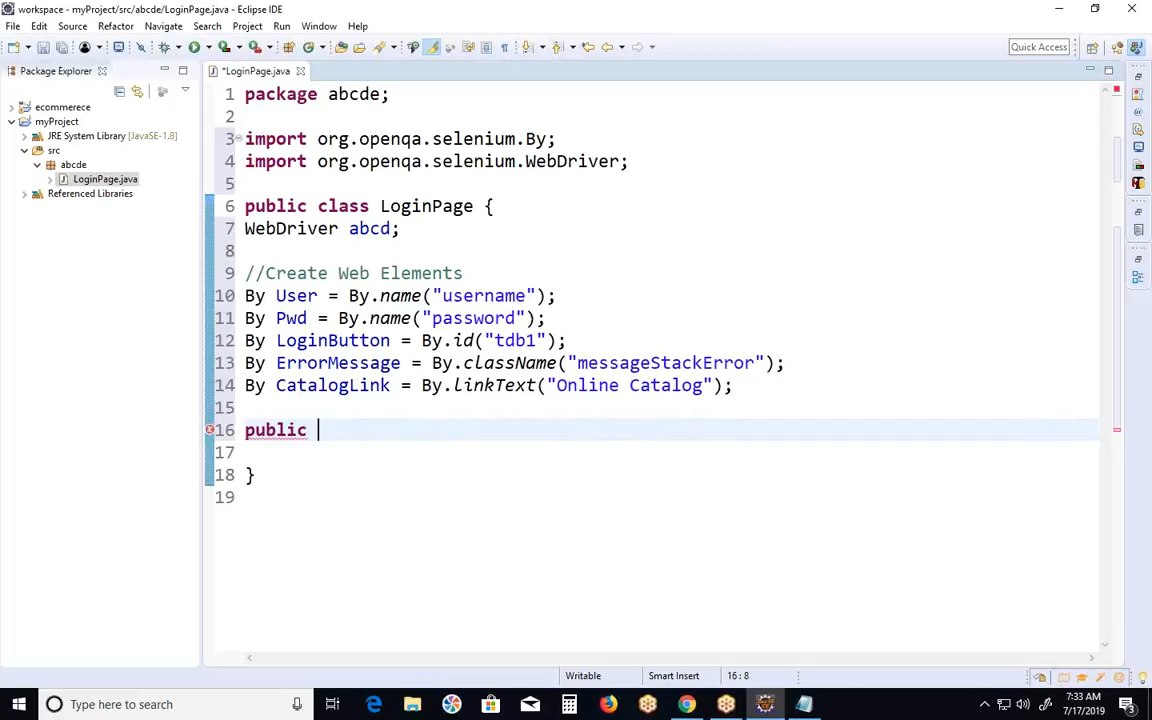 workspace - myProject/src/abcde/LoginPage.java - Eclipse IDE
File Edit Source Refactor Navigate Search Project Run Window Help
Quick Access
Package Explorer
*LoginPage.java
ecommerece
myProject
JRE System Library [JavaSE-1.8]
src
abcde
LoginPage.java
Referenced Libraries
1 package abcde;
2
3 import org.openqa.selenium.By;
4 import org.openqa.selenium.WebDriver;
5
6 public class LoginPage {
7 WebDriver abcd;
8
9 //Create Web Elements
10 By User = By.name("username");
11 By Pwd = By.name("password");
12 By LoginButton = By.id("tdb1");
13 By ErrorMessage = By.className("messageStackError");
14 By CatalogLink = By.linkText("Online Catalog");
15
16 public
17
18 }
19
Writable Smart Insert 16 : 8
Type here to search
7:33 AM
7/17/2019
3